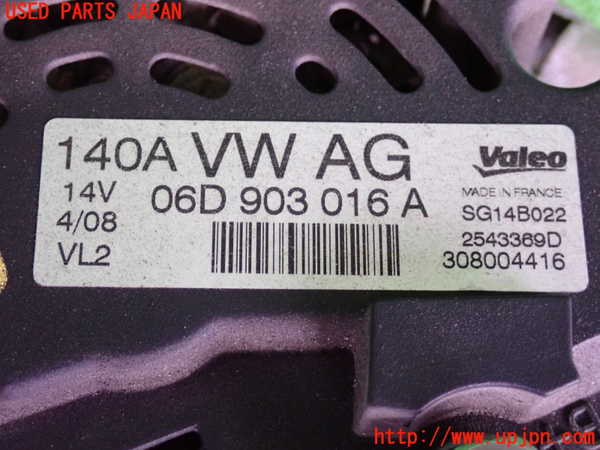 USED PARTS JAPAN
140A VW AG
Valeo
14V
06D 903 016 A
MADE IN FRANCE
4/08
SG14B022
VL2
2543369D
308004416
http://www.upjpn.com